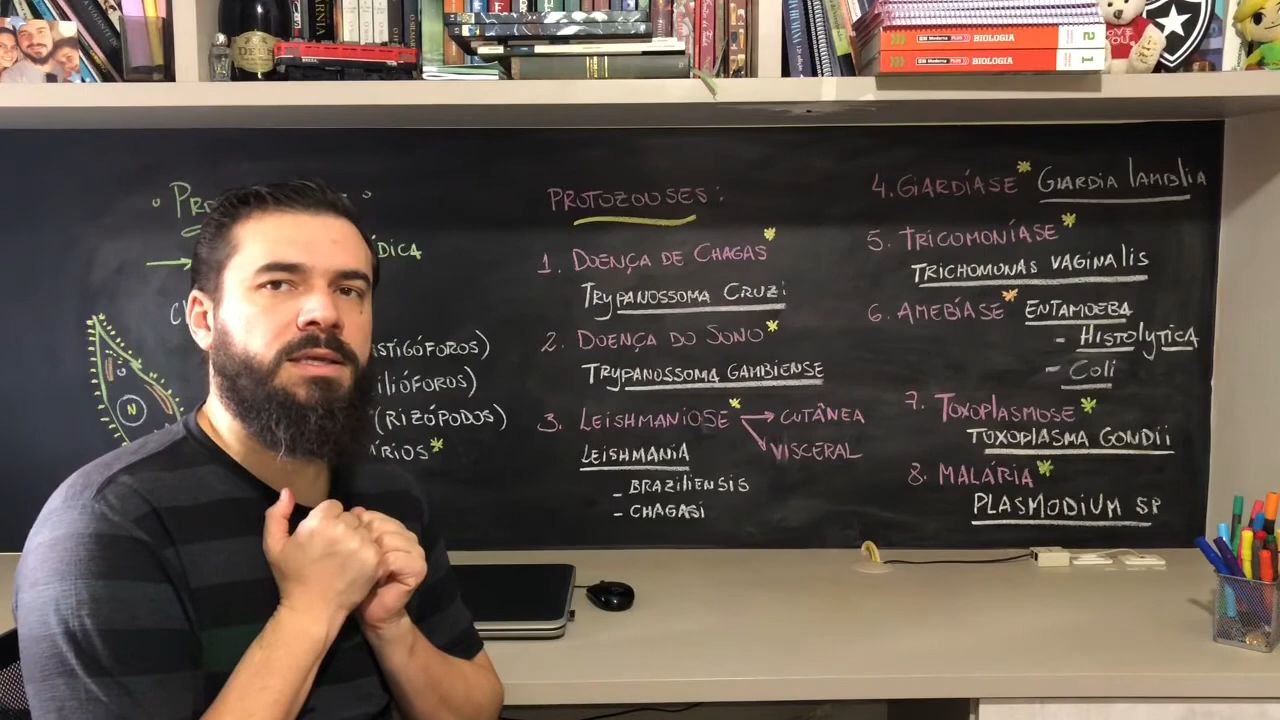 BIOLOGIA 2
BIOLOGIA 1
PROTOZOOSES:
1. DOENÇA DE CHAGAS
TRYPANOSSOMA CRUZI
2. DOENÇA DO SONO
TRYPANOSSOMA GAMBIENSE
3. LEISHMANIOSE → CUTÂNEA
VISCERAL
LEISHMANIA
- BRAZILIENSIS
- CHAGASI
4. GIARDÍASE GIARDIA LAMBLIA
5. TRICOMONÍASE
TRICHOMONAS VAGINALIS
6. AMEBÍASE ENTAMOEBA
- HISTOLYTICA
- COLI
7. TOXOPLASMOSE
TOXOPLASMA GONDII
8. MALÁRIA
PLASMODIUM SP
(RIZÓPODOS)
N